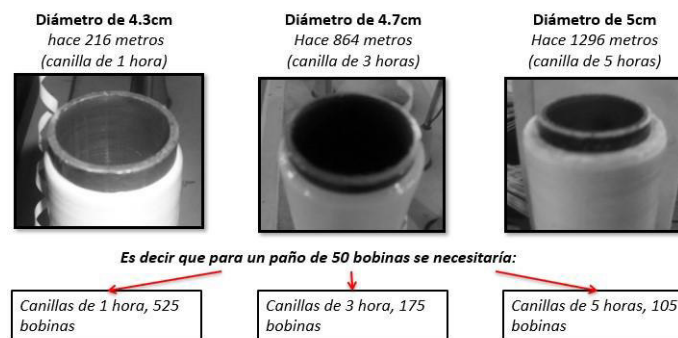 Diámetro de 4.3cm
hace 216 metros
(canilla de 1 hora)
Diámetro de 4.7cm
Hace 864 metros
(canilla de 3 horas)
Diámetro de 5cm
Hace 1296 metros
(canilla de 5 horas)
Es decir que para un paño de 50 bobinas se necesitaría:
Canillas de 1 hora, 525
bobinas
Canillas de 3 hora, 175
bobinas
Canillas de 5 horas, 105
bobinas